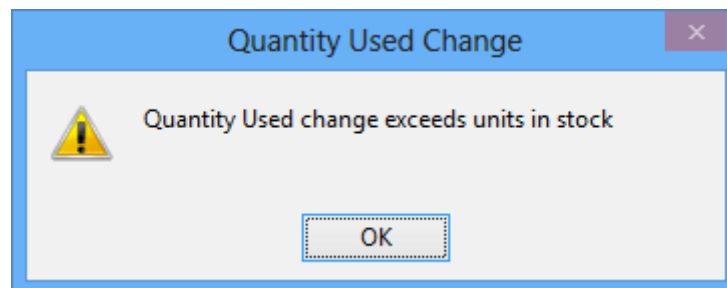 Quantity Used Change
Quantity Used change exceeds units in stock
OK